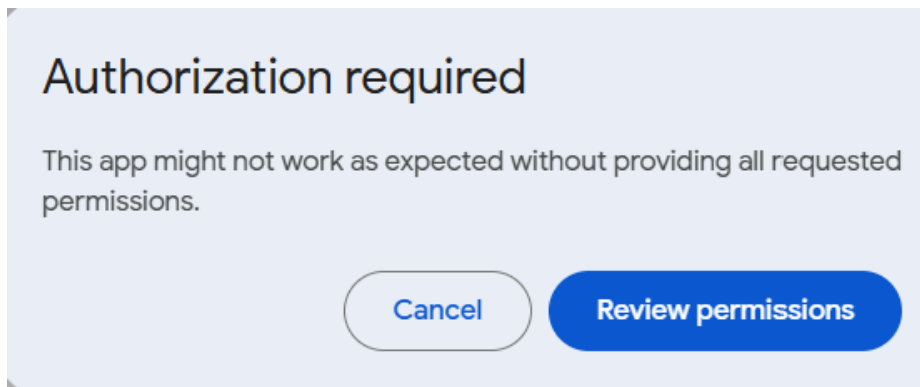 Authorization required
This app might not work as expected without providing all requested
permissions.
Cancel
Review permissions